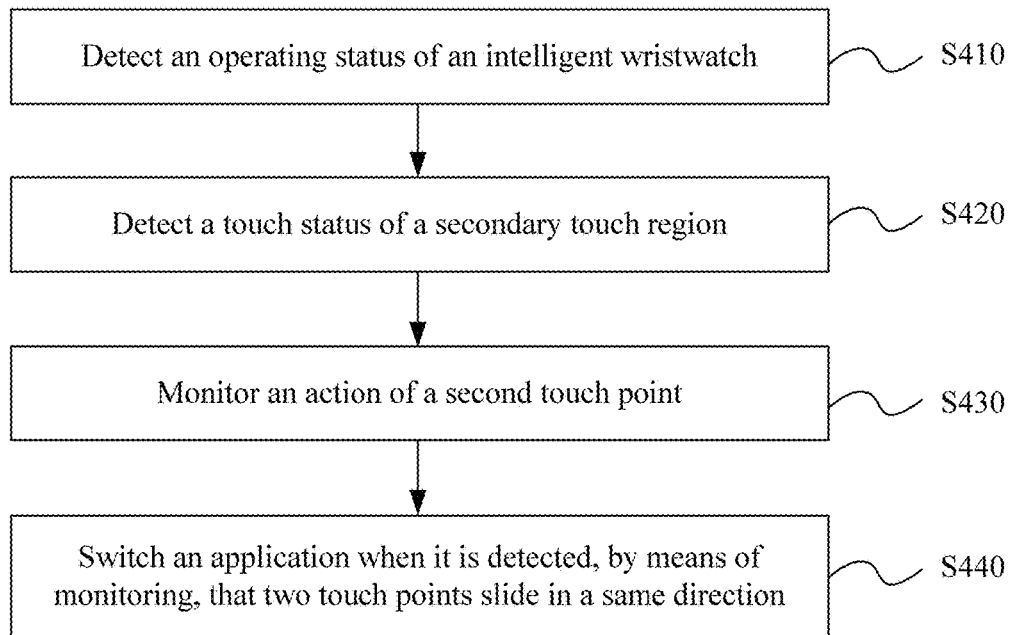 Detect an operating status of an intelligent wristwatch
S410
Detect a touch status of a secondary touch region
S420
Monitor an action of a second touch point
S430
Switch an application when it is detected, by means of
monitoring, that two touch points slide in a same direction
S440